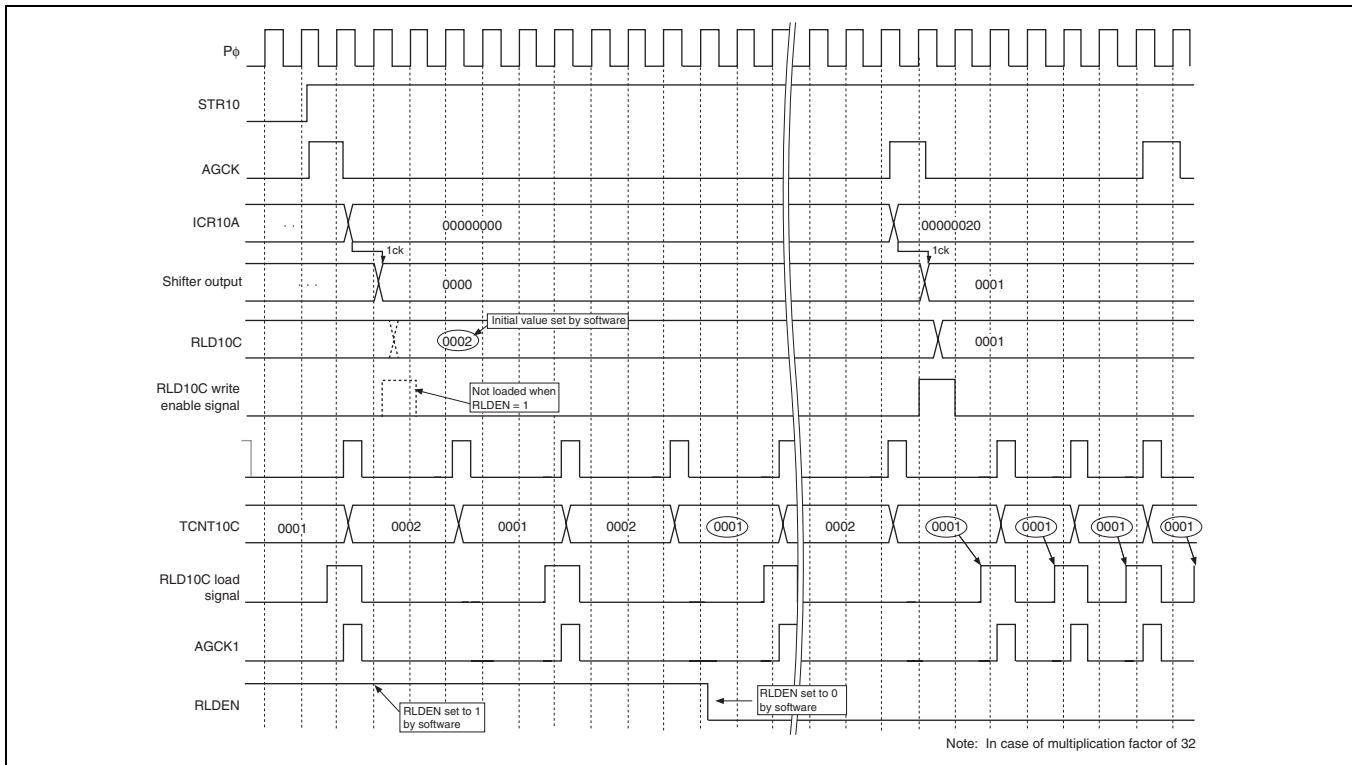 Pφ
STR10
AGCK
ICR10A
. .
00000000
00000020
1ck
1ck
Shifter output
. . .
0000
0001
Initial value set by software
RLD10C
0002
0001
RLD10C write
enable signal
Not loaded when
RLDEN = 1
TCNT10C
0001
0002
0001
0002
0001
0002
0001
0001
0001
0001
RLD10C load
signal
AGCK1
RLDEN
RLDEN set to 1
by software
RLDEN set to 0
by software
Note: In case of multiplication factor of 32